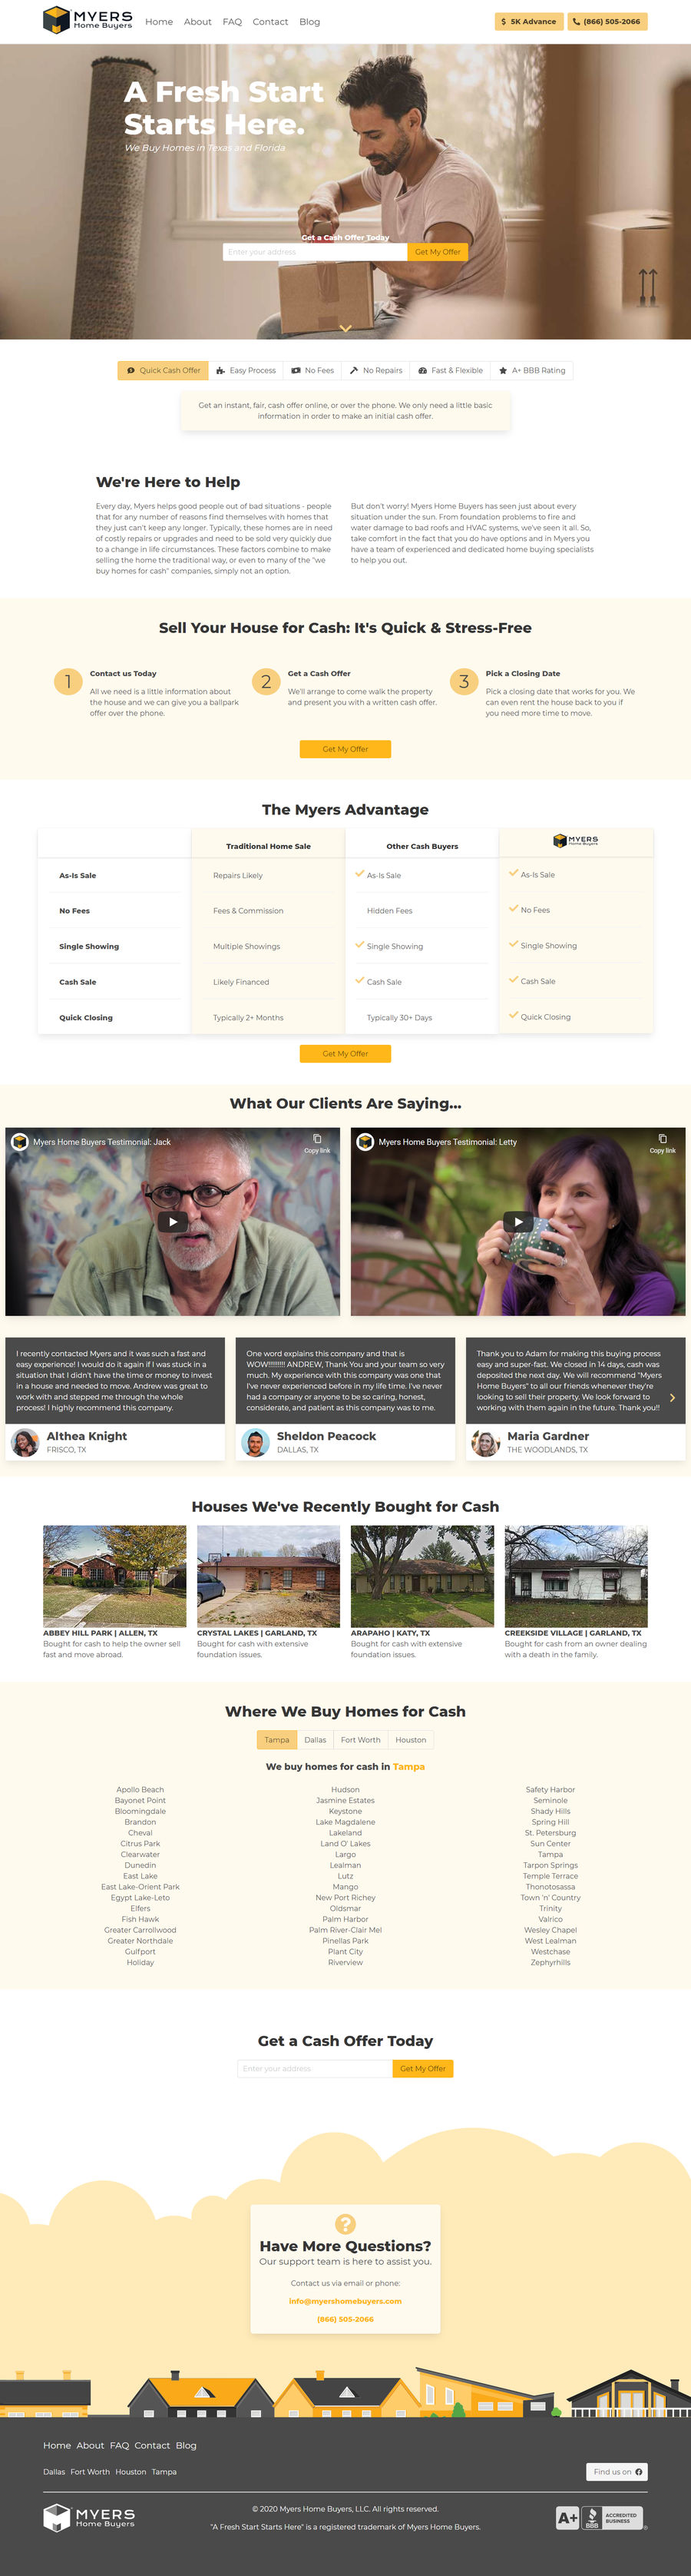 MYERS
Home Buyers
Home About FAQ Contact Blog
$ 5K Advance
(866) 505-2066
A Fresh Start
Starts Here.
We Buy Homes in Texas and Florida
Get a Cash Offer Today
Enter your address
Get My Offer
Quick Cash Offer
Easy Process
No Fees
No Repairs
Fast & Flexible
A+ BBB Rating
Get an instant, fair, cash offer online, or over the phone. We only need a little basic
information in order to make an initial cash offer.
We're Here to Help
Every day, Myers helps good people out of bad situations - people
that for any number of reasons find themselves with homes that
they just can't keep any longer. Typically, these homes are in need
of costly repairs or upgrades and need to be sold very quickly due
to a change in life circumstances. These factors combine to make
selling the home the traditional way, or even to many of the "we
buy homes for cash" companies, simply not an option.
But don't worry! Myers Home Buyers has seen just about every
situation under the sun. From foundation problems to fire and
water damage to bad roofs and HVAC systems, we've seen it all. So,
take comfort in the fact that you do have options and in Myers you
have a team of experienced and dedicated home buying specialists
to help you out.
Sell Your House for Cash: It's Quick & Stress-Free
1
Contact us Today
All we need is a little information about
the house and we can give you a ballpark
offer over the phone.
2
Get a Cash Offer
We'll arrange to come walk the property
and present you with a written cash offer.
3
Pick a Closing Date
Pick a closing date that works for you. We
can even rent the house back to you if
you need more time to move.
Get My Offer
The Myers Advantage
Traditional Home Sale
Other Cash Buyers
MYERS
Home Buyers
As-Is Sale
Repairs Likely
As-Is Sale
As-Is Sale
No Fees
Fees & Commission
Hidden Fees
No Fees
Single Showing
Multiple Showings
Single Showing
Single Showing
Cash Sale
Likely Financed
Cash Sale
Cash Sale
Quick Closing
Typically 2+ Months
Typically 30+ Days
Quick Closing
Get My Offer
What Our Clients Are Saying...
Myers Home Buyers Testimonial: Jack
Copy link
Myers Home Buyers Testimonial: Letty
Copy link
I recently contacted Myers and it was such a fast and
easy experience! I would do it again if I was stuck in a
situation that I didn't have the time or money to invest
in a house and needed to move. Andrew was great to
work with and stepped me through the whole
process! I highly recommend this company.
Althea Knight
FRISCO, TX
One word explains this company and that is
WOW!!!!!!!!! ANDREW, Thank You and your team so very
much. My experience with this company was one that
I've never experienced before in my life time. I've never
had a company or anyone to be so caring, honest,
considerate, and patient as this company was to me.
Sheldon Peacock
DALLAS, TX
Thank you to Adam for making this buying process
easy and super-fast. We closed in 14 days, cash was
deposited the next day. We will recommend "Myers
Home Buyers" to all our friends whenever they're
looking to sell their property. We look forward to
working with them again in the future. Thank you!!
Maria Gardner
THE WOODLANDS, TX
Houses We've Recently Bought for Cash
ABBEY HILL PARK | ALLEN, TX
Bought for cash to help the owner sell
fast and move abroad.
CRYSTAL LAKES | GARLAND, TX
Bought for cash with extensive
foundation issues.
ARAPAHO | KATY, TX
Bought for cash with extensive
foundation issues.
CREEKSIDE VILLAGE | GARLAND, TX
Bought for cash from an owner dealing
with a death in the family.
Where We Buy Homes for Cash
Tampa
Dallas
Fort Worth
Houston
We buy homes for cash in Tampa
Apollo Beach
Bayonet Point
Bloomingdale
Brandon
Cheval
Citrus Park
Clearwater
Dunedin
East Lake
East Lake-Orient Park
Egypt Lake-Leto
Elfers
Fish Hawk
Greater Carrollwood
Greater Northdale
Gulfport
Holiday
Hudson
Jasmine Estates
Keystone
Lake Magdalene
Lakeland
Land O' Lakes
Largo
Lealman
Lutz
Mango
New Port Richey
Oldsmar
Palm Harbor
Palm River-Clair Mel
Pinellas Park
Plant City
Riverview
Safety Harbor
Seminole
Shady Hills
Spring Hill
St. Petersburg
Sun Center
Tampa
Tarpon Springs
Temple Terrace
Thonotosassa
Town 'n' Country
Trinity
Valrico
Wesley Chapel
West Lealman
Westchase
Zephyrhills
Get a Cash Offer Today
Enter your address
Get My Offer
?
Have More Questions?
Our support team is here to assist you.
Contact us via email or phone:
info@myershomebuyers.com
(866) 505-2066
Home About FAQ Contact Blog
Dallas Fort Worth Houston Tampa
Find us on
MYERS
Home Buyers
© 2020 Myers Home Buyers, LLC. All rights reserved.
"A Fresh Start Starts Here" is a registered trademark of Myers Home Buyers.
A+
BBB
ACCREDITED
BUSINESS